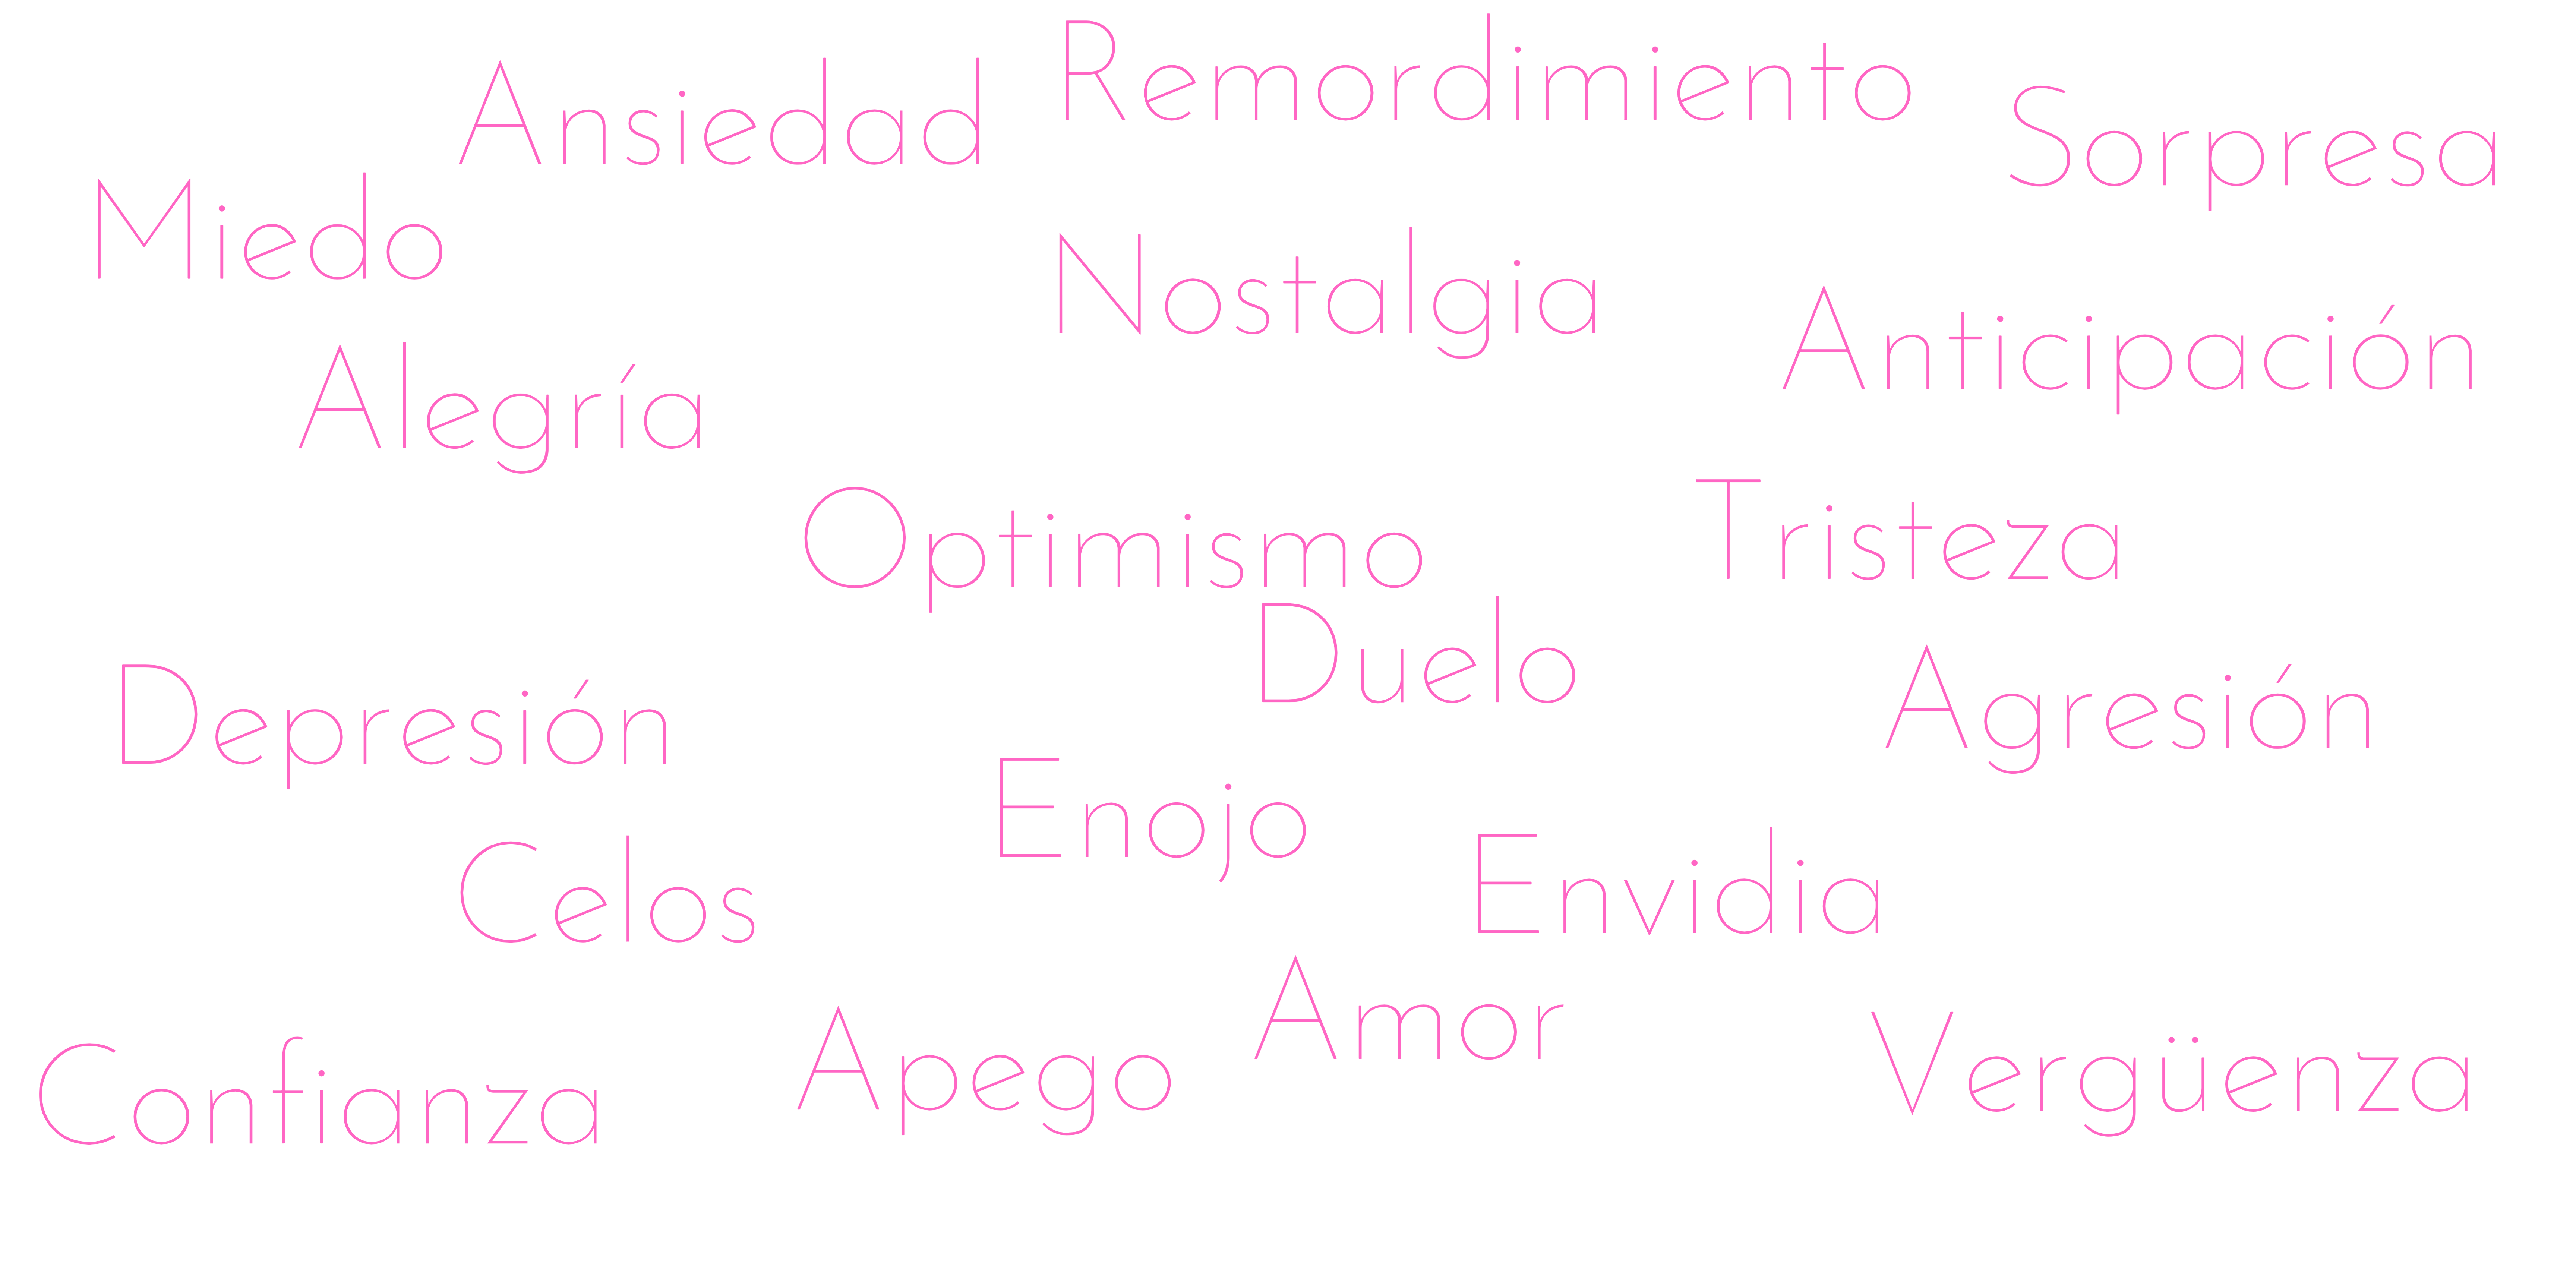 Remordimiento
Ansiedad
Sorpresa
Miedo
Nostalgia
Anticipación
Alegría
Optimismo
Tristeza
Duelo
Depresión
Agresión
Enojo
Celos
Envidia
Amor
Confianza
Apego
Vergüenza